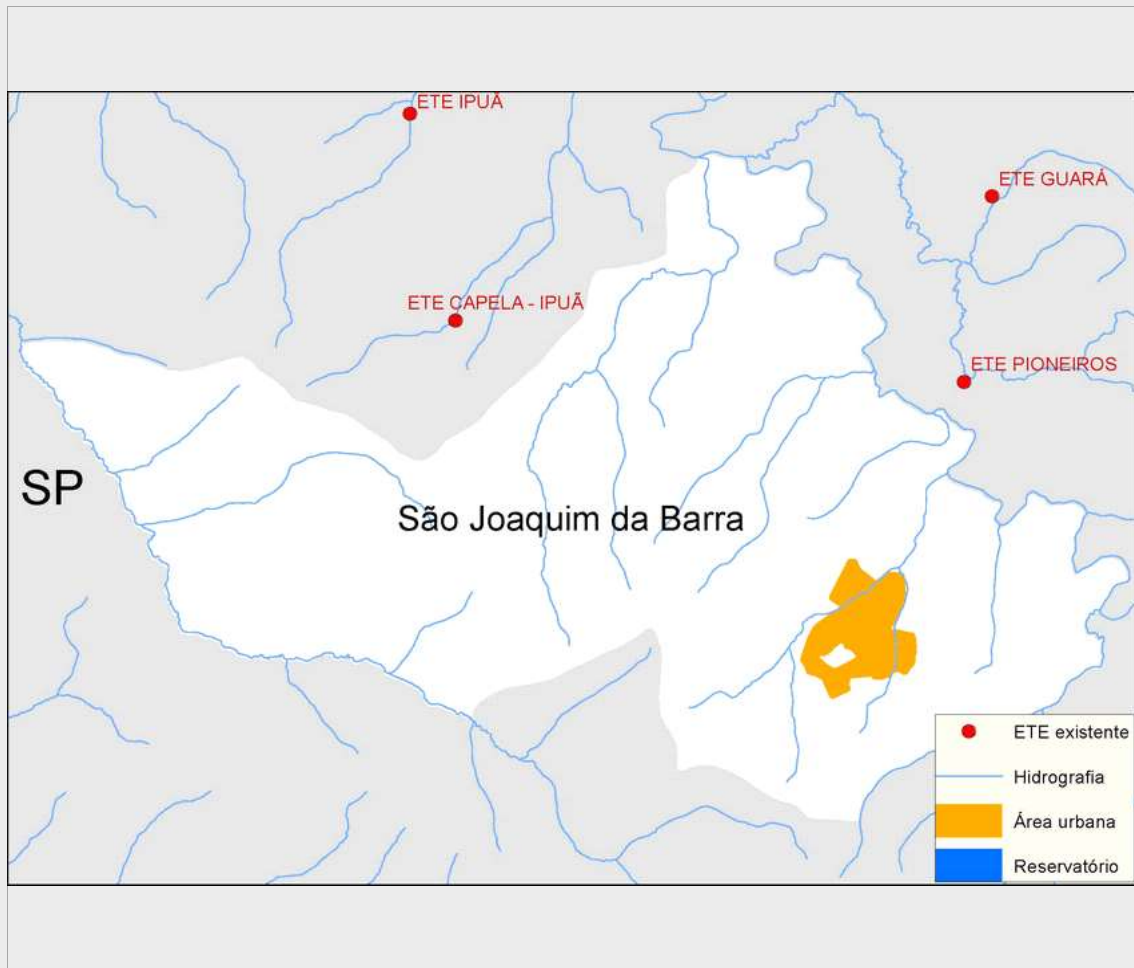 ETE IPUÃ
ETE GUARÁ
ETE CAPELA - IPUÃ
ETE PIONEIROS
SP
São Joaquim da Barra
ETE existente
Hidrografia
Área urbana
Reservatório